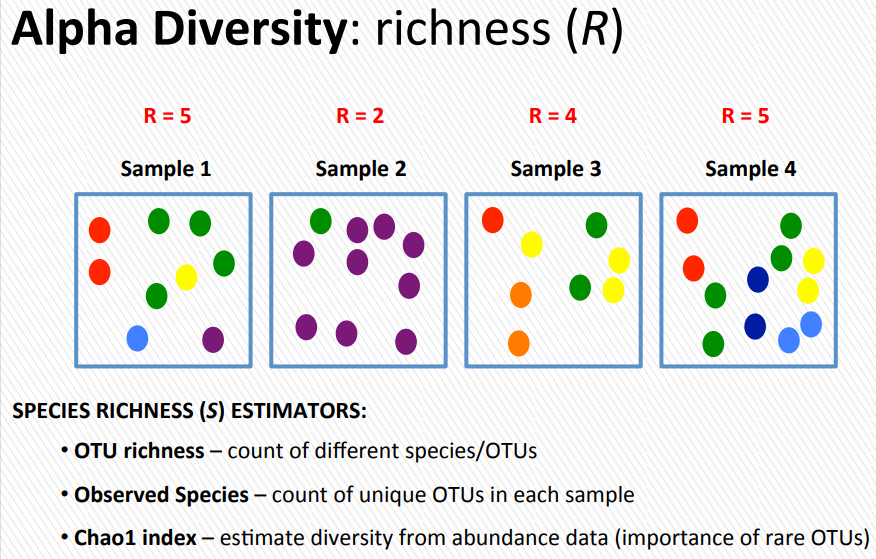 Alpha Diversity: richness (R)
R = 5 R = 2 R = 4 R = 5
Sample 1 Sample 2 Sample 3 Sample 4
SPECIES RICHNESS (S) ESTIMATORS:
• OTU richness – count of different species/OTUs
• Observed Species – count of unique OTUs in each sample
• Chao1 index – estimate diversity from abundance data (importance of rare OTUs)